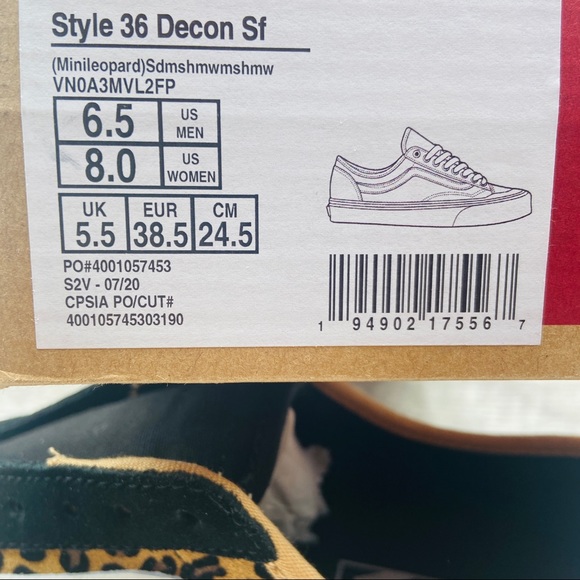 Style 36 Decon Sf
(Minileopard)Sdmshmwmshmw
VN0A3MVL2FP
6.5 US MEN
8.0 US WOMEN
UK EUR CM
5.5 38.5 24.5
PO#4001057453
S2V - 07/20
CPSIA PO/CUT#
400105745303190
1 94902 17556 7